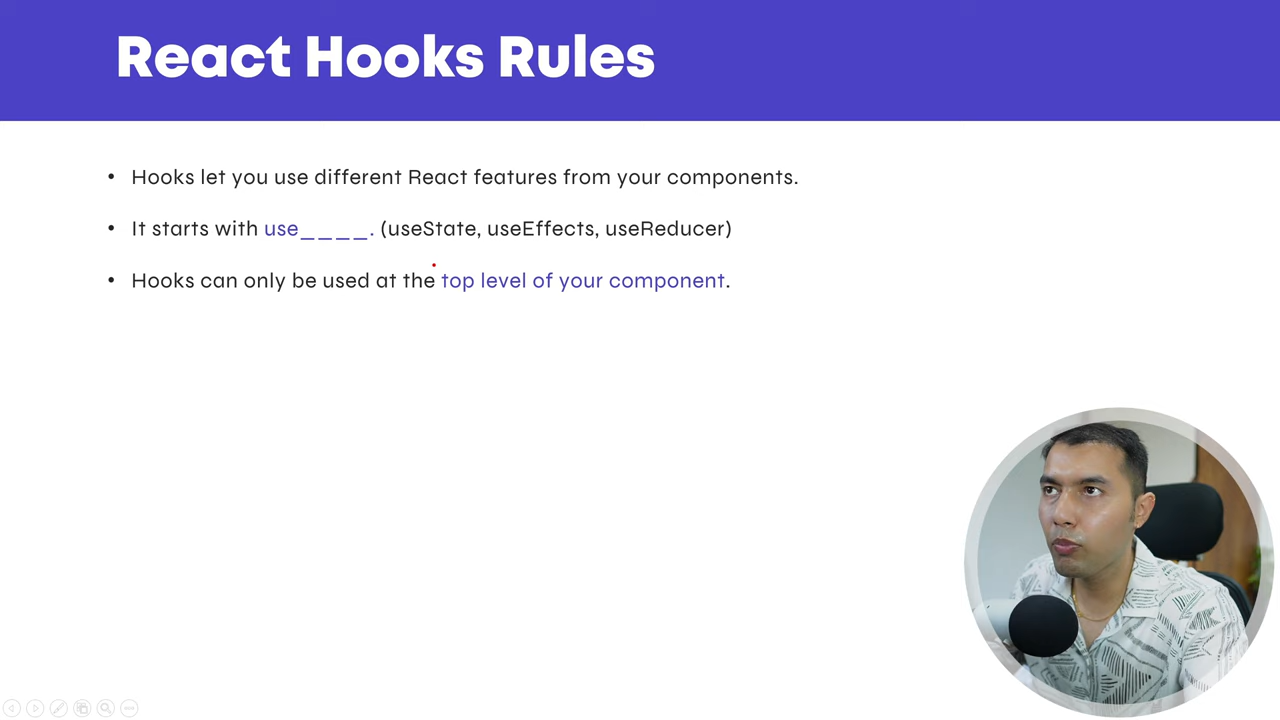 React Hooks Rules
• Hooks let you use different React features from your components.
• It starts with use____. (useState, useEffects, useReducer)
• Hooks can only be used at the top level of your component.